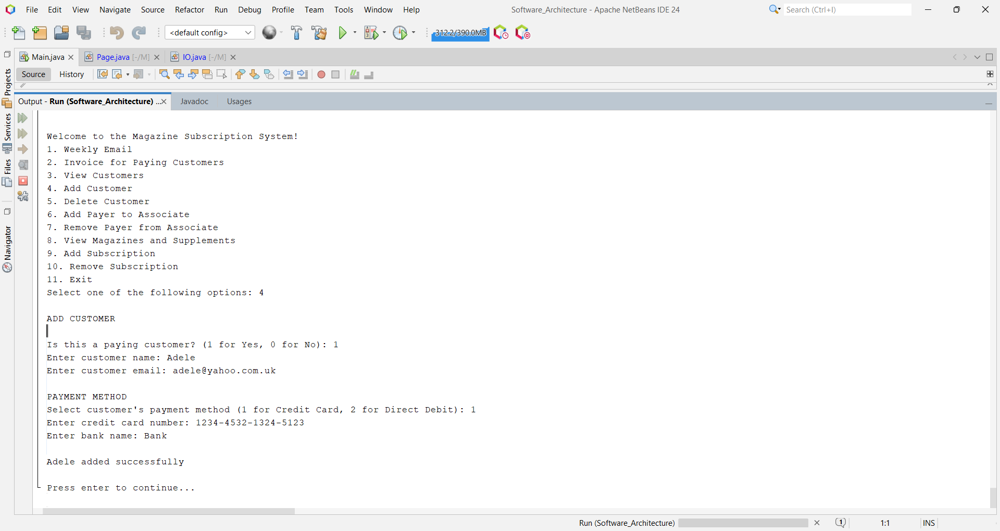 File Edit View Navigate Source Refactor Run Debug Profile Team Tools Window Help
Software_Architecture - Apache NetBeans IDE 24
Search (Ctrl+I)
<default config>
312.2/390.0MB
Main.java
Page.java [-/M]
IO.java [-/M]
Source History
Projects
Services
Files
Navigator
Output - Run (Software_Architecture) ...
Javadoc
Usages
Welcome to the Magazine Subscription System!
1. Weekly Email
2. Invoice for Paying Customers
3. View Customers
4. Add Customer
5. Delete Customer
6. Add Payer to Associate
7. Remove Payer from Associate
8. View Magazines and Supplements
9. Add Subscription
10. Remove Subscription
11. Exit
Select one of the following options: 4
ADD CUSTOMER
Is this a paying customer? (1 for Yes, 0 for No): 1
Enter customer name: Adele
Enter customer email: adele@yahoo.com.uk
PAYMENT METHOD
Select customer's payment method (1 for Credit Card, 2 for Direct Debit): 1
Enter credit card number: 1234-4532-1324-5123
Enter bank name: Bank
Adele added successfully
Press enter to continue...
Run (Software_Architecture)
1
1:1
INS